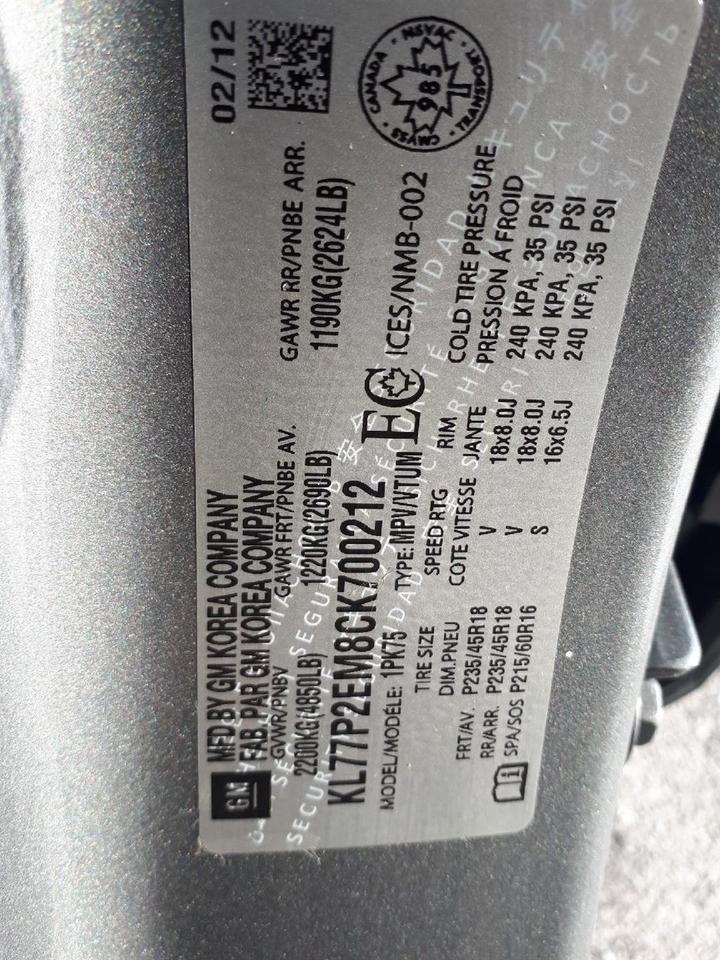 GM
MFD BY GM KOREA COMPANY
02/12
FAB. PAR GM KOREA COMPANY
GVWR/PNBV
GAWR FRT/PNBE AV.
GAWR RR/PNBE ARR.
2200KG(4850LB)
1220KG(2690LB)
1190KG(2624LB)
KL77P2EM8CK700212
EC
ICES/NMB-002
CANADA NSVAC
985
CMVSS TRANSPORT
MODEL/MODÉLE: 1PK75
TYPE: MPV/VTUM
TIRE SIZE
SPEED RTG
RIM
COLD TIRE PRESSURE
DIM.PNEU
COTE VITESSE
JANTE
PRESSION Á FROID
FRT/AV. P235/45R18 V 18x8.0J 240 KPA, 35 PSI
RR/ARR. P235/45R18 V 18x8.0J 240 KPA, 35 PSI
SPA/SOS P215/60R16 S 16x6.5J 240 KPA, 35 PSI